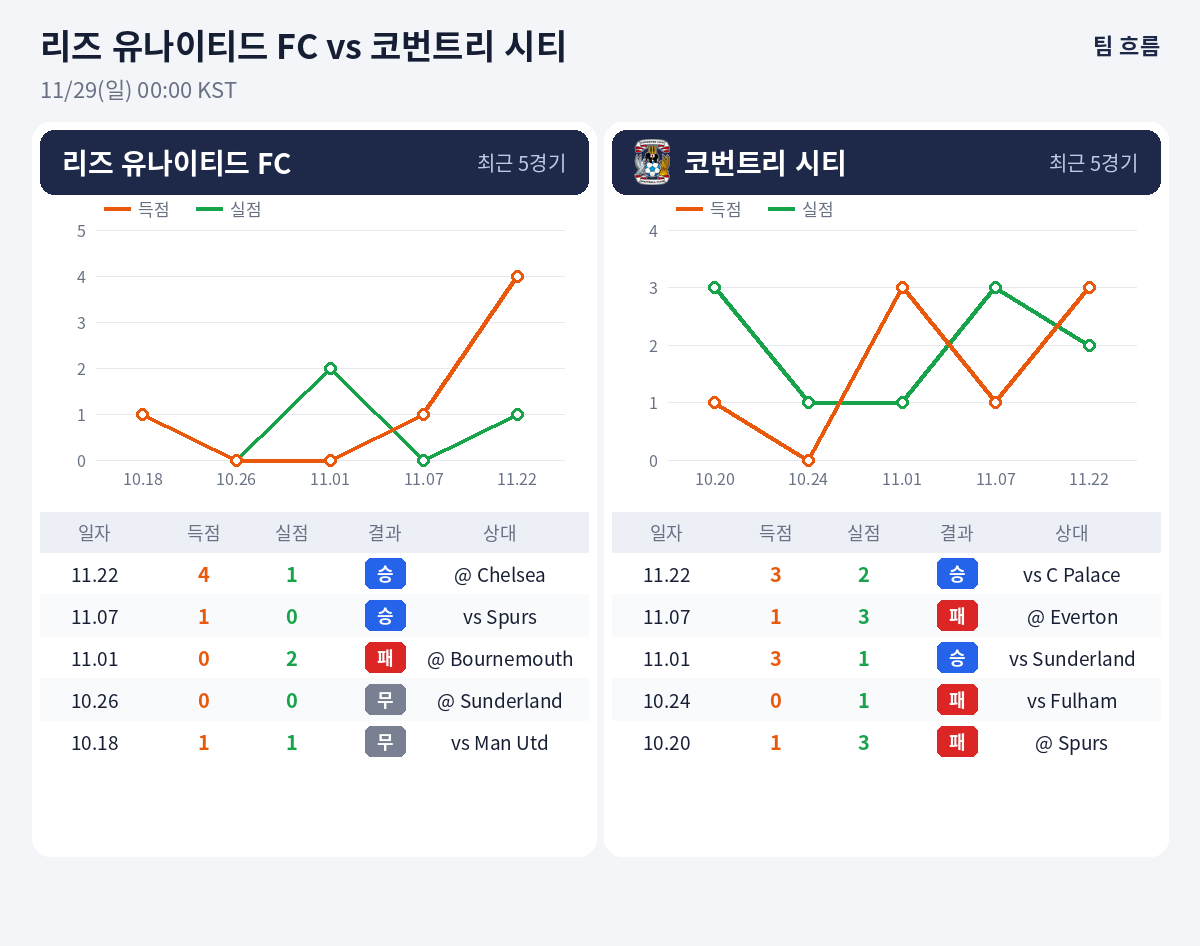 리즈 유나이티드 FC vs 코번트리 시티
팀 흐름
11/29(일) 00:00 KST
리즈 유나이티드 FC
최근 5경기
득점
실점
5
4
3
2
1
0
10.18
10.26
11.01
11.07
11.22
일자
득점
실점
결과
상대
11.22 4 1 승 @ Chelsea
11.07 1 0 승 vs Spurs
11.01 0 2 패 @ Bournemouth
10.26 0 0 무 @ Sunderland
10.18 1 1 무 vs Man Utd
코번트리 시티
최근 5경기
득점
실점
4
3
2
1
0
10.20
10.24
11.01
11.07
11.22
일자
득점
실점
결과
상대
11.22 3 2 승 vs C Palace
11.07 1 3 패 @ Everton
11.01 3 1 승 vs Sunderland
10.24 0 1 패 vs Fulham
10.20 1 3 패 @ Spurs